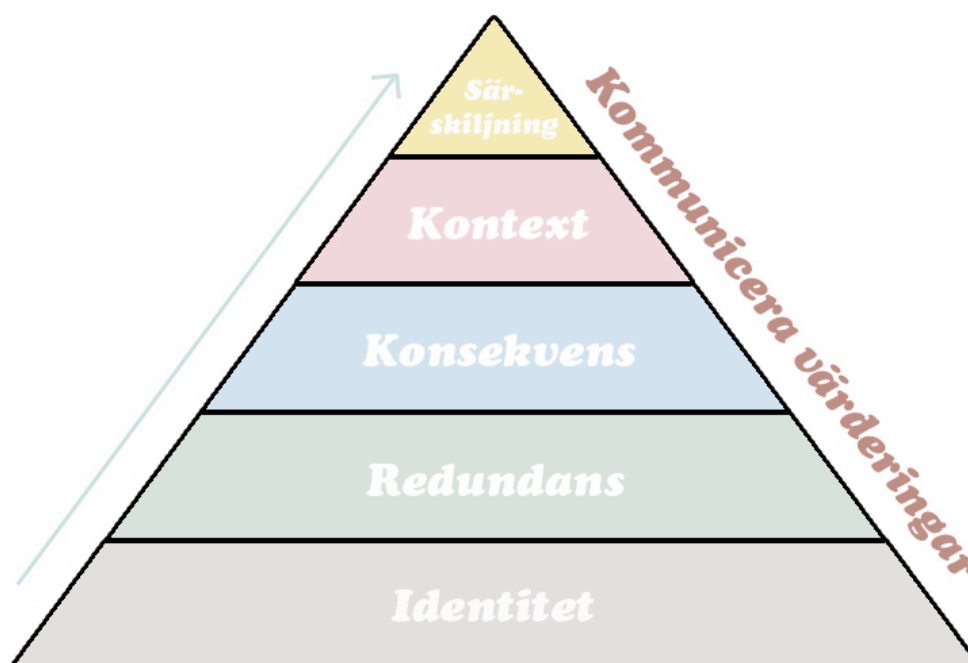 Sär-
skiljning
Kontext
Konsekvens
Redundans
Identitet
Kommunicera värderingar